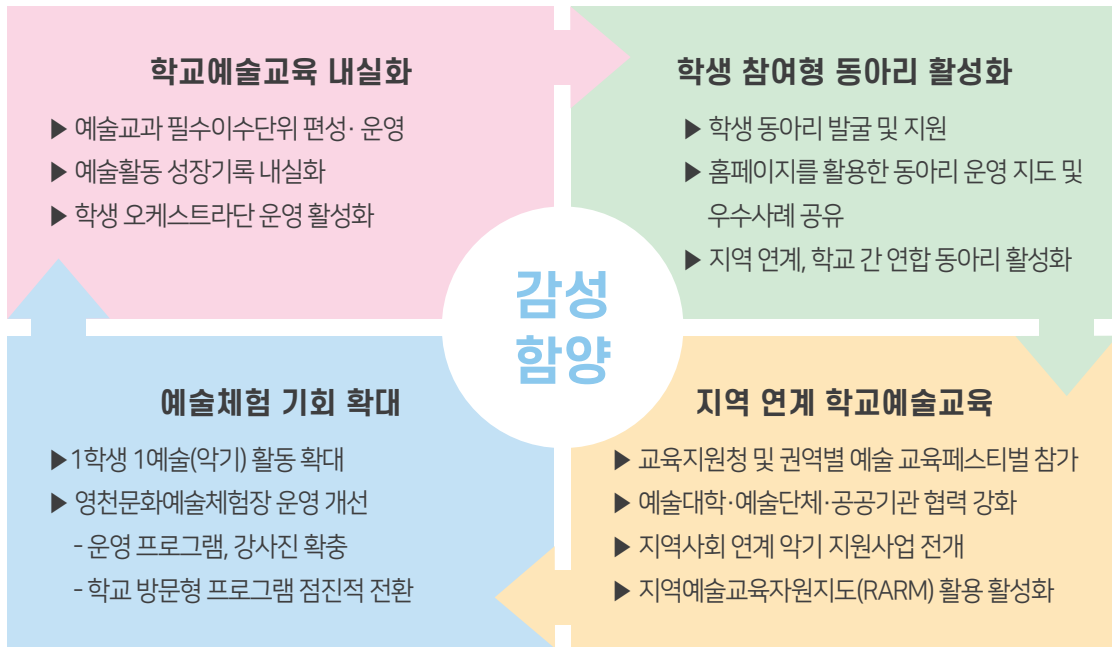 학교예술교육 내실화
▶ 예술교과 필수이수단위 편성· 운영
▶ 예술활동 성장기록 내실화
▶ 학생 오케스트라단 운영 활성화
학생 참여형 동아리 활성화
▶ 학생 동아리 발굴 및 지원
▶ 홈페이지를 활용한 동아리 운영 지도 및
우수사례 공유
▶ 지역 연계, 학교 간 연합 동아리 활성화
감성
함양
예술체험 기회 확대
▶1학생 1예술(악기) 활동 확대
▶ 영천문화예술체험장 운영 개선
- 운영 프로그램, 강사진 확충
- 학교 방문형 프로그램 점진적 전환
지역 연계 학교예술교육
▶ 교육지원청 및 권역별 예술 교육페스티벌 참가
▶ 예술대학·예술단체·공공기관 협력 강화
▶ 지역사회 연계 악기 지원사업 전개
▶ 지역예술교육자원지도(RARM) 활용 활성화